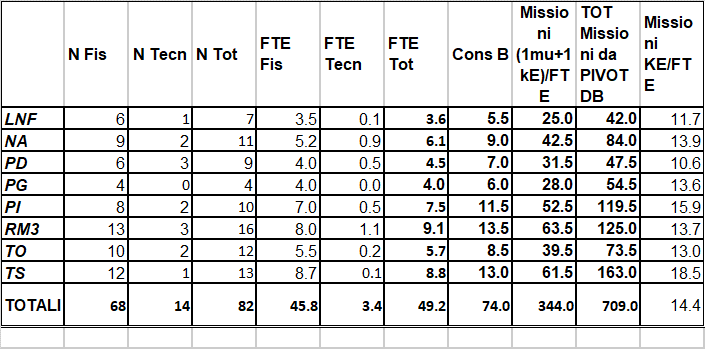 N Fis N Tecn N Tot FTE Fis FTE Tecn FTE Tot Cons B Missioni (1mu+1kE)/FTE TOT Missioni da PIVOT DB Missioni KE/FTE
LNF 6 1 7 3.5 0.1 3.6 5.5 25.0 42.0 11.7
NA 9 2 11 5.2 0.9 6.1 9.0 42.5 84.0 13.9
PD 6 3 9 4.0 0.5 4.5 7.0 31.5 47.5 10.6
PG 4 0 4 4.0 0.0 4.0 6.0 28.0 54.5 13.6
PI 8 2 10 7.0 0.5 7.5 11.5 52.5 119.5 15.9
RM3 13 3 16 8.0 1.1 9.1 13.5 63.5 125.0 13.7
TO 10 2 12 5.5 0.2 5.7 8.5 39.5 73.5 13.0
TS 12 1 13 8.7 0.1 8.8 13.0 61.5 163.0 18.5
TOTALI 68 14 82 45.8 3.4 49.2 74.0 344.0 709.0 14.4